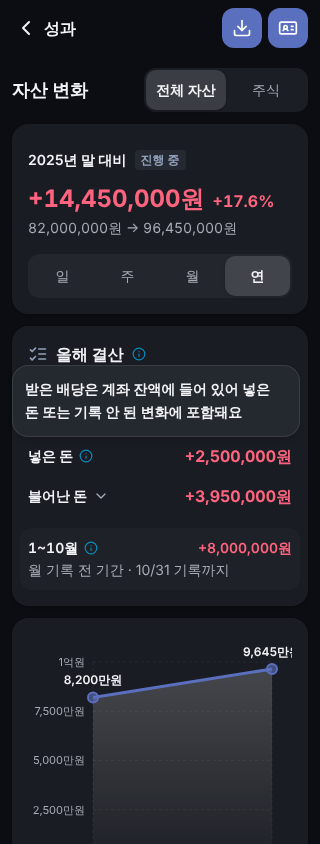 성과
자산 변화
전체 자산
주식
2025년 말 대비
진행 중
+14,450,000원 +17.6%
82,000,000원 → 96,450,000원
일
주
월
연
올해 결산
받은 배당은 계좌 잔액에 들어 있어 넣은
돈 또는 기록 안 된 변화에 포함돼요
넣은 돈
+2,500,000원
불어난 돈
+3,950,000원
1~10월
+8,000,000원
월 기록 전 기간 · 10/31 기록까지
9,645만원
1억원
8,200만원
7,500만원
5,000만원
2,500만원